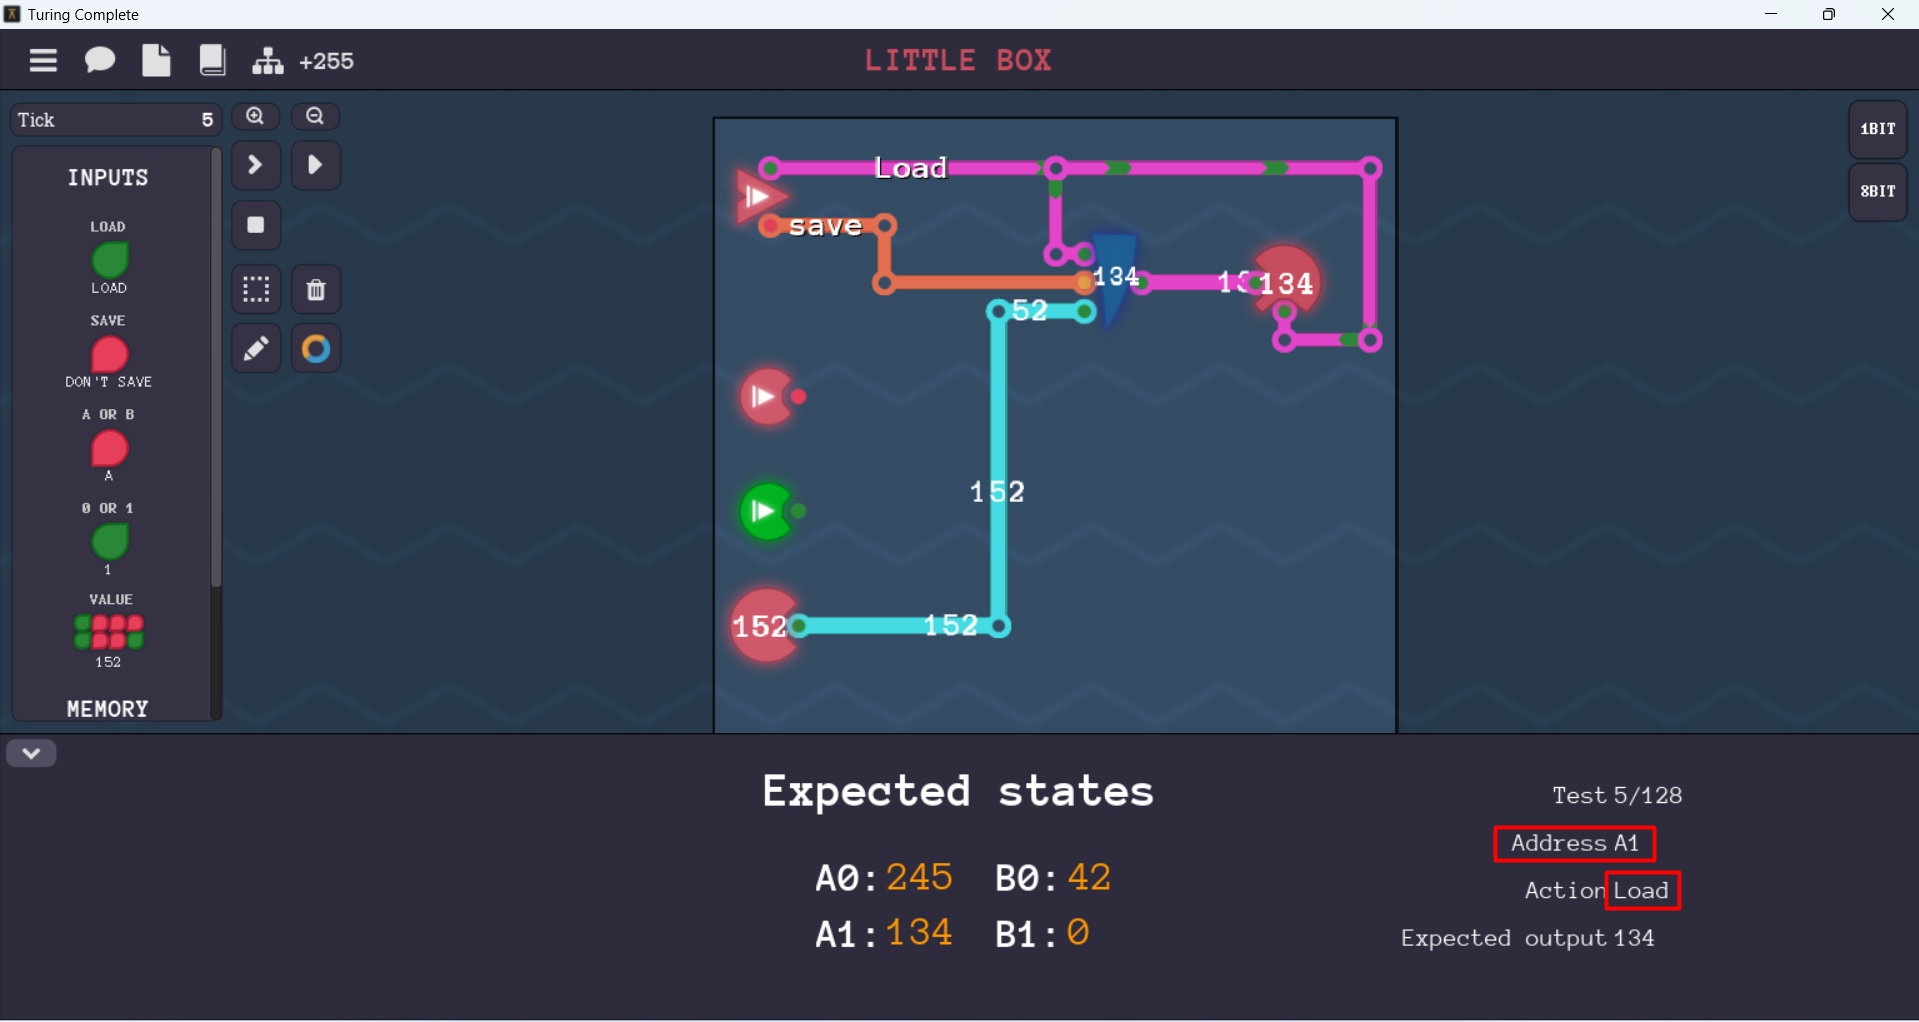 Turing Complete
+255
LITTLE BOX
Tick 5
INPUTS
LOAD
LOAD
SAVE
DON'T SAVE
A OR B
A
0 OR 1
1
VALUE
152
MEMORY
1BIT
8BIT
Load
save
134
134
52
152
152
152
Expected states
A0:245 B0:42
A1:134 B1:0
Test 5/128
Address A1
Action Load
Expected output 134